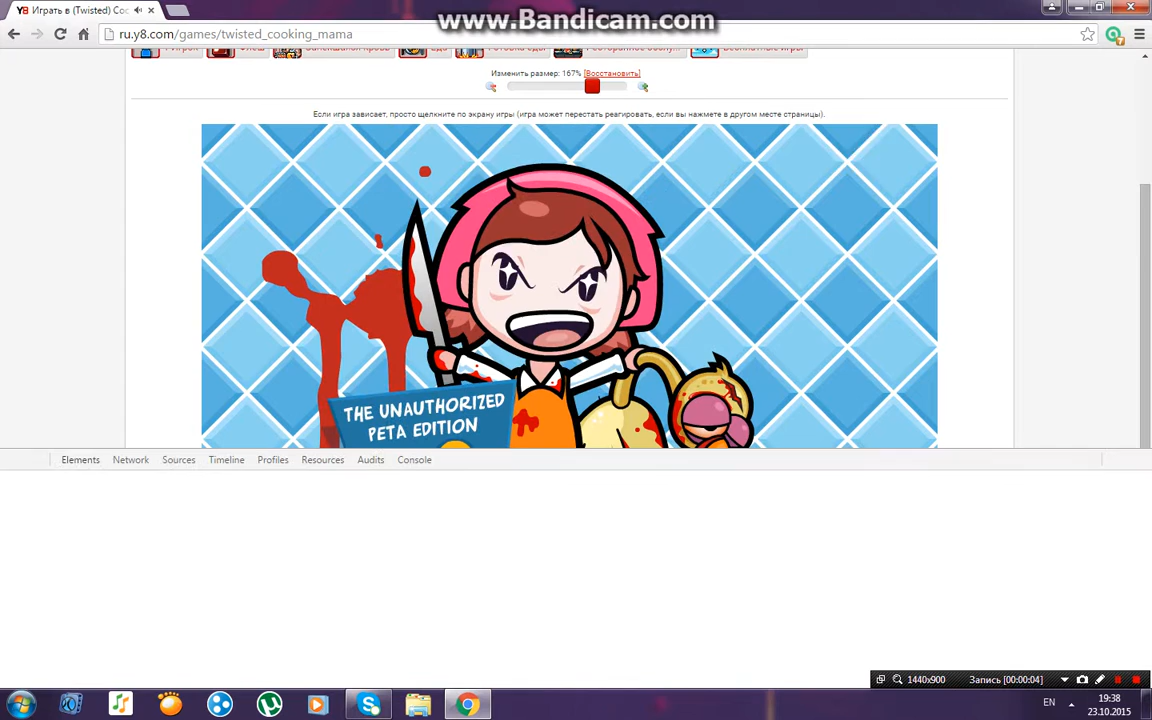 www.Bandicam.com
Играть в (Twisted) Coo
ru.y8.com/games/twisted_cooking_mama
Изменить размер: 167% [Восстановить]
Если игра зависает, просто щелкните по экрану игры (игра может перестать реагировать, если вы нажмете в другом месте страницы).
THE UNAUTHORIZED
PETA EDITION
Elements Network Sources Timeline Profiles Resources Audits Console
1440x900 Запись [00:00:04]
EN 19:38
23.10.2015